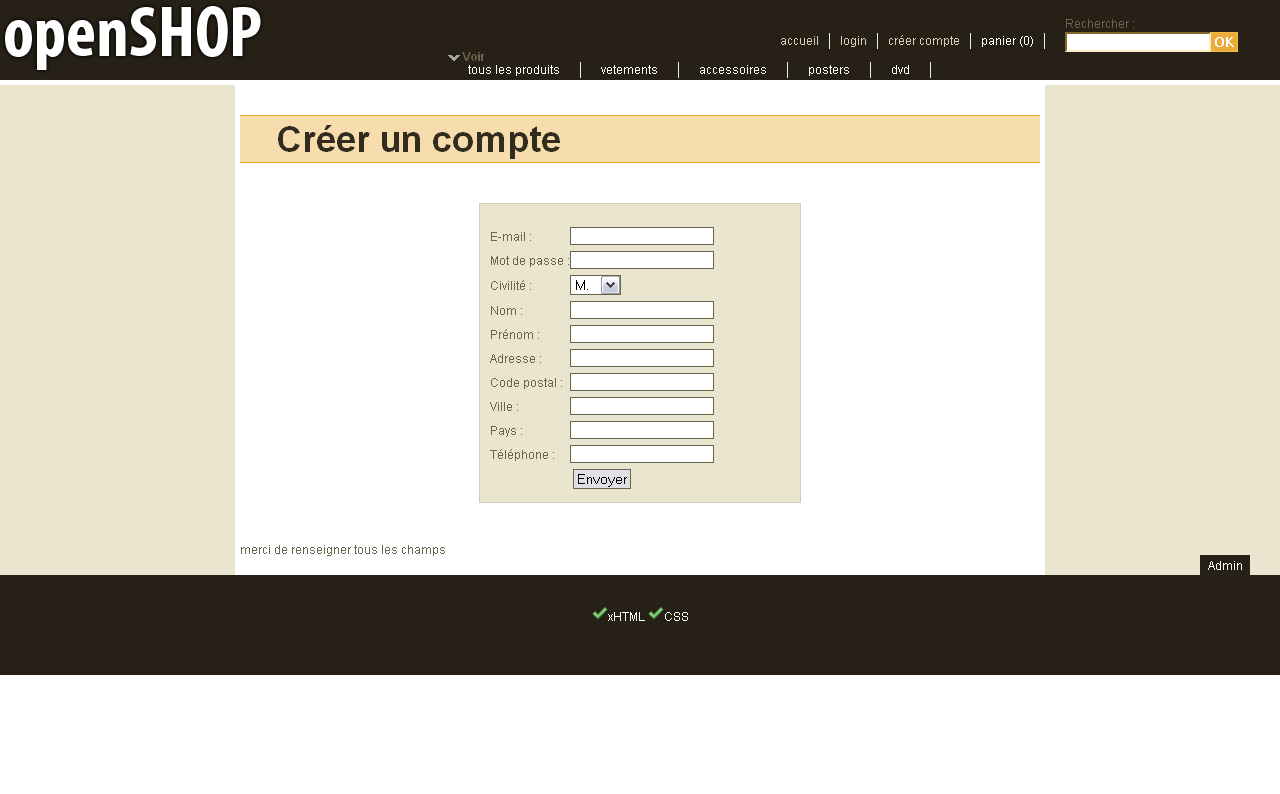 openSHOP
Rechercher :
accueil login créer compte panier (0) OK
Voir
tous les produits vetements accessoires posters dvd
Créer un compte
E-mail :
Mot de passe :
Civilité : M.
Nom :
Prénom :
Adresse :
Code postal :
Ville :
Pays :
Téléphone :
Envoyer
merci de renseigner tous les champs
Admin
xHTML CSS